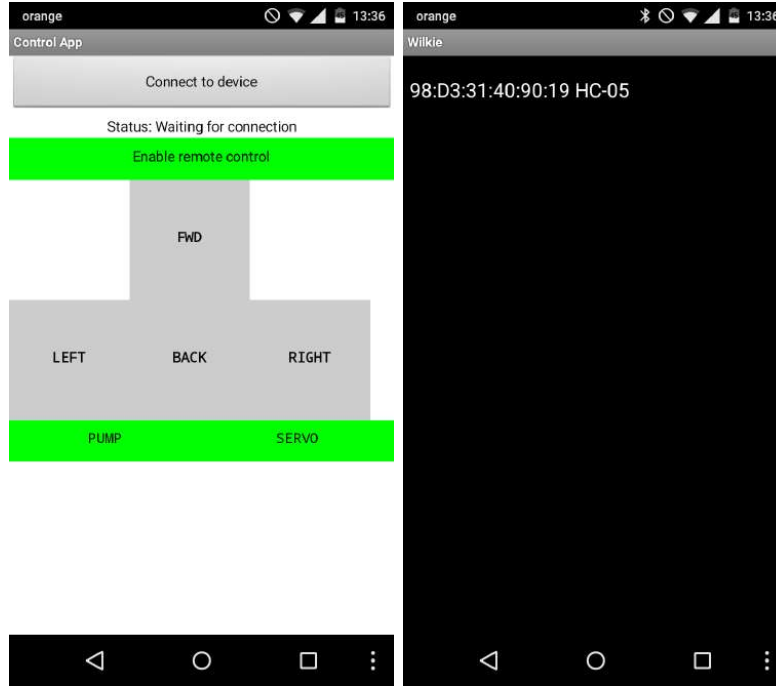 orange 13:36
Control App
Connect to device
Status: Waiting for connection
Enable remote control
FWD
LEFT BACK RIGHT
PUMP SERVO
orange 13:36
Wilkie
98:D3:31:40:90:19 HC-05